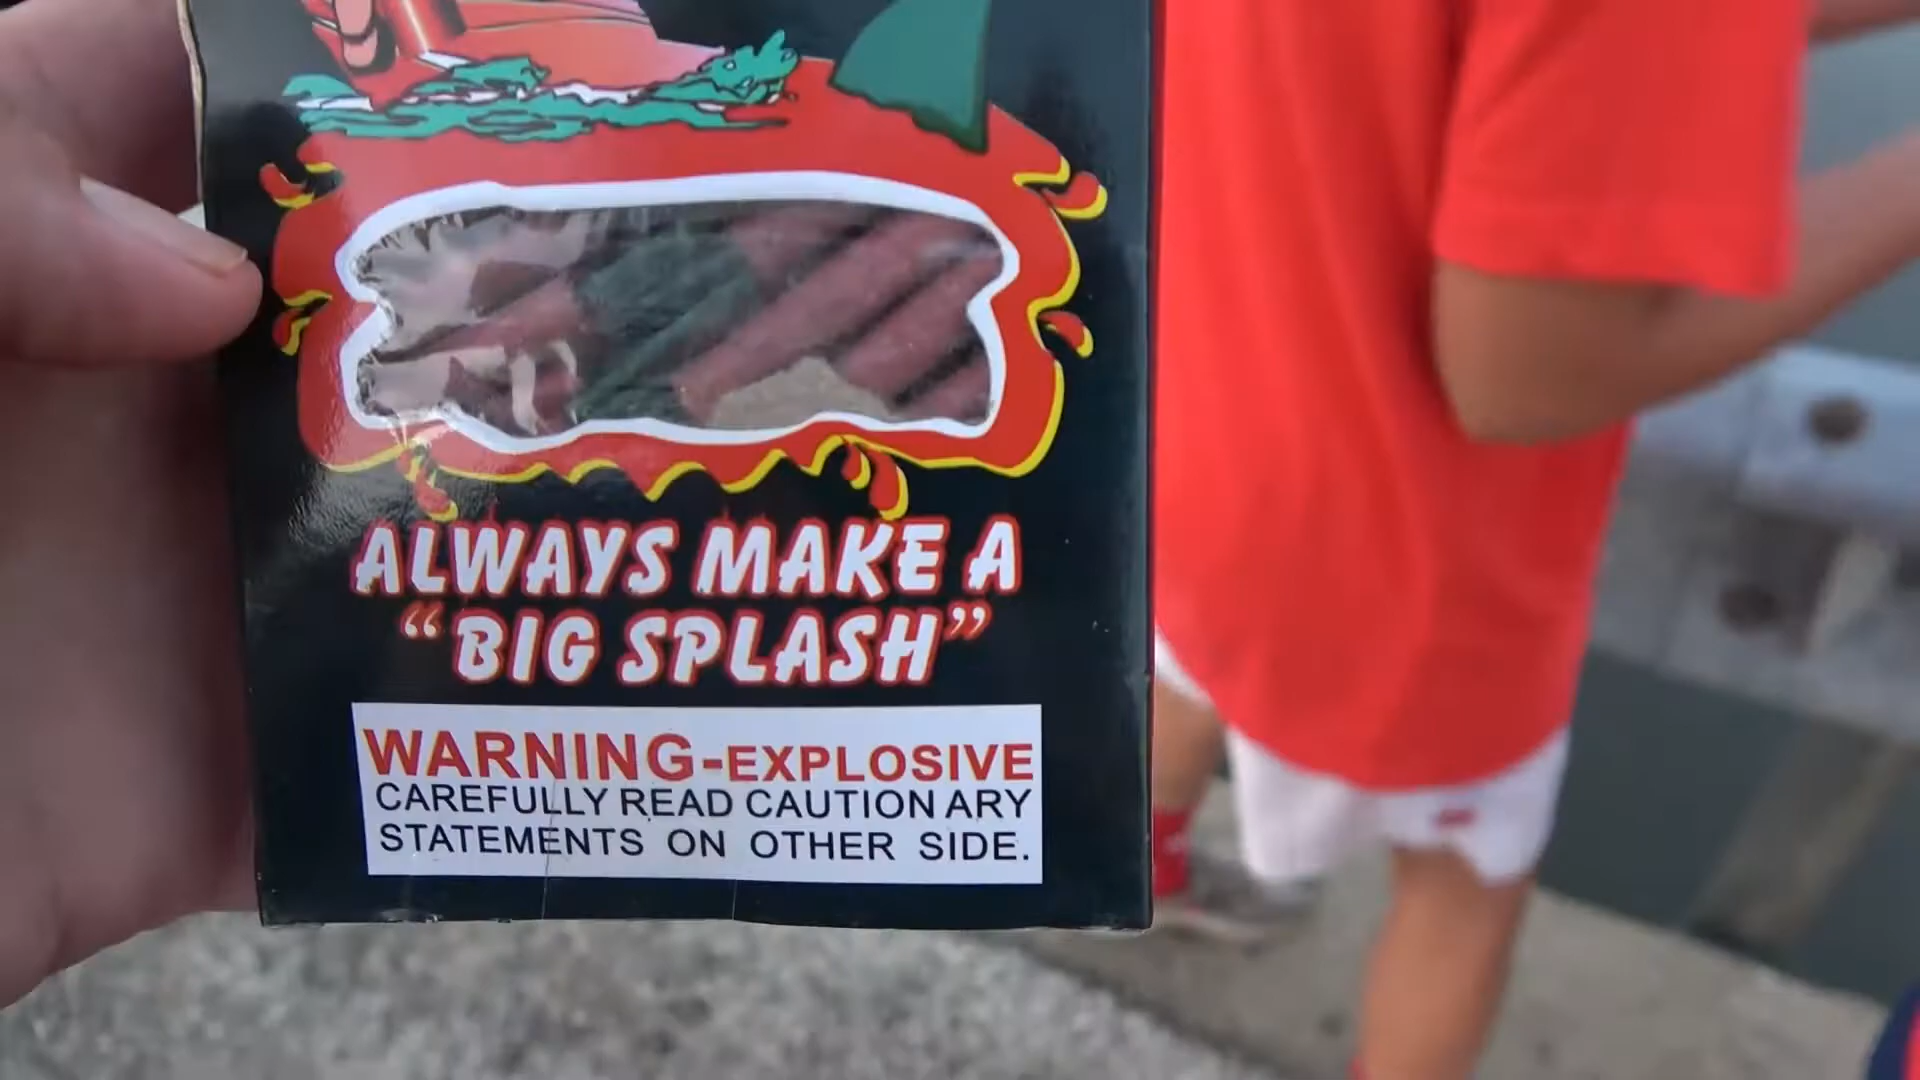 ALWAYS MAKE A
“BIG SPLASH”
WARNING-EXPLOSIVE
CAREFULLY READ CAUTION ARY
STATEMENTS ON OTHER SIDE.